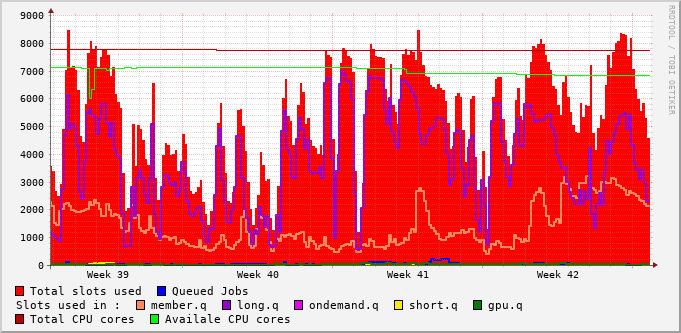 9000
8000
7000
6000
5000
4000
3000
2000
1000
0
Week 39 Week 40 Week 41 Week 42
RRDTOOL / TOBI OETIKER
Total slots used Queued Jobs
Slots used in : member.q long.q ondemand.q short.q gpu.q
Total CPU cores Availale CPU cores